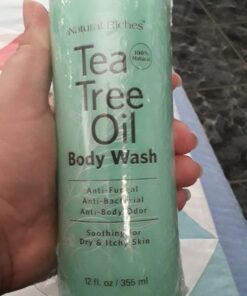 Natural Riches™
100%
Natural
Tea
Tree
Oil
Body Wash
Anti-Fungal
Anti-Bacterial
Anti-Body Odor
Soothing for
Dry & Itchy Skin
12 fl. oz / 355 ml